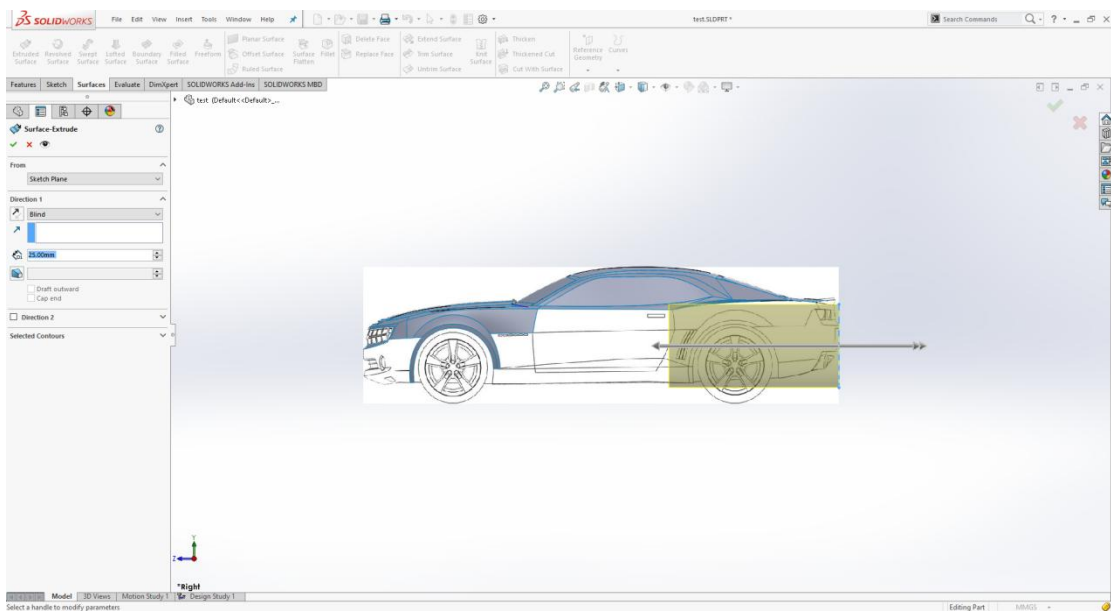 SOLIDWORKS File Edit View Insert Tools Window Help test.SLDPRT * Search Commands
Extruded Surface Revolved Surface Swept Surface Lofted Surface Boundary Surface Filled Surface Freeform
Planar Surface
Offset Surface
Ruled Surface
Surface Flatten
Fillet
Delete Face
Replace Face
Extend Surface
Trim Surface
Untrim Surface
Knit Surface
Thicken
Thickened Cut
Cut With Surface
Reference Geometry
Curves
Features Sketch Surfaces Evaluate DimXpert SOLIDWORKS Add-Ins SOLIDWORKS MBD
test (Default<<Default>_...
Surface-Extrude
From
Sketch Plane
Direction 1
Blind
25.00mm
Draft outward
Cap end
Direction 2
Selected Contours
Y
Z
*Right
Model 3D Views Motion Study 1 Design Study 1
Select a handle to modify parameters Editing Part MMGS